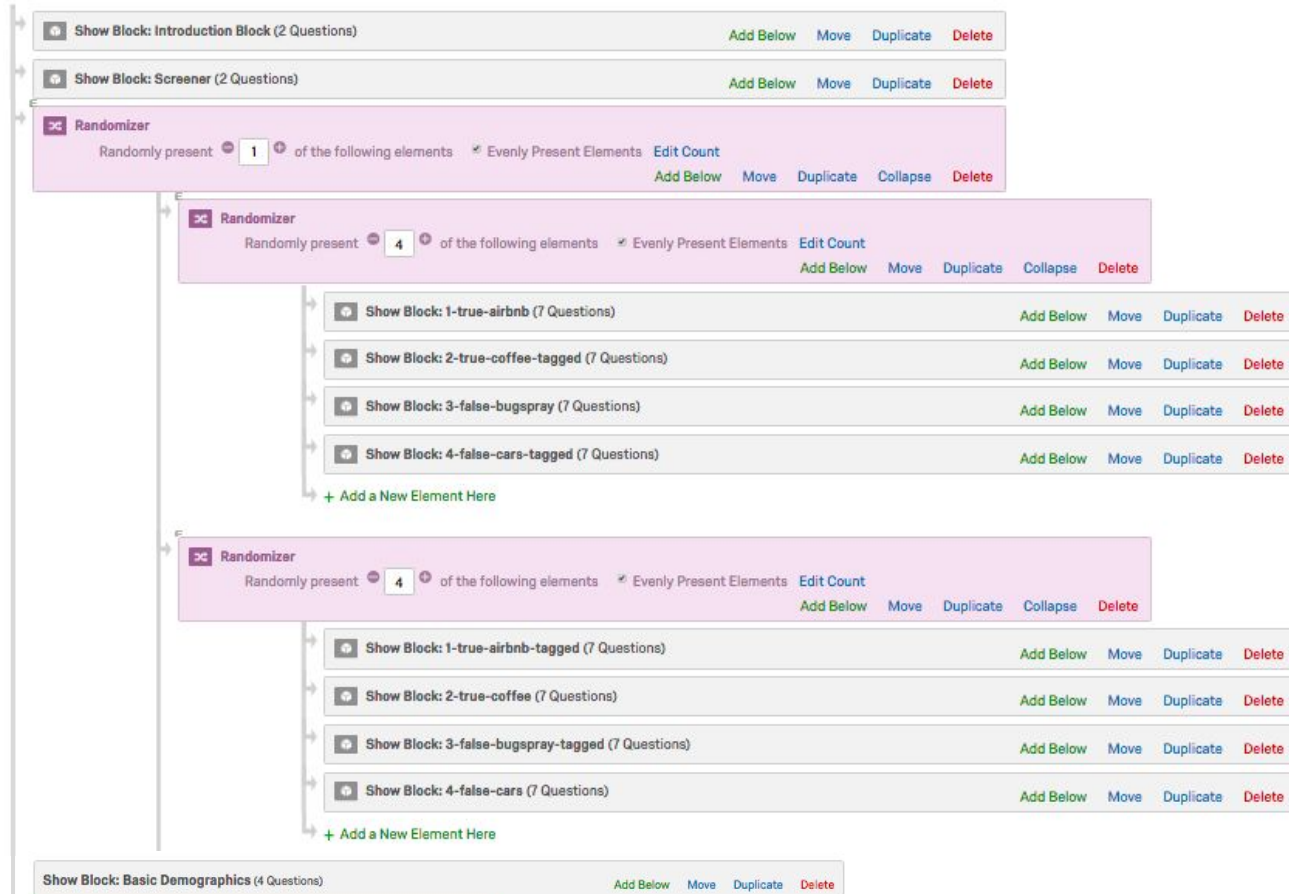 Show Block: Introduction Block (2 Questions)
Add Below Move Duplicate Delete
Show Block: Screener (2 Questions)
Add Below Move Duplicate Delete
Randomizer
Randomly present 1 of the following elements Evenly Present Elements Edit Count
Add Below Move Duplicate Collapse Delete
Randomizer
Randomly present 4 of the following elements Evenly Present Elements Edit Count
Add Below Move Duplicate Collapse Delete
Show Block: 1-true-airbnb (7 Questions)
Add Below Move Duplicate Delete
Show Block: 2-true-coffee-tagged (7 Questions)
Add Below Move Duplicate Delete
Show Block: 3-false-bugspray (7 Questions)
Add Below Move Duplicate Delete
Show Block: 4-false-cars-tagged (7 Questions)
Add Below Move Duplicate Delete
+ Add a New Element Here
Randomizer
Randomly present 4 of the following elements Evenly Present Elements Edit Count
Add Below Move Duplicate Collapse Delete
Show Block: 1-true-airbnb-tagged (7 Questions)
Add Below Move Duplicate Delete
Show Block: 2-true-coffee (7 Questions)
Add Below Move Duplicate Delete
Show Block: 3-false-bugspray-tagged (7 Questions)
Add Below Move Duplicate Delete
Show Block: 4-false-cars (7 Questions)
Add Below Move Duplicate Delete
+ Add a New Element Here
Show Block: Basic Demographics (4 Questions)
Add Below Move Duplicate Delete